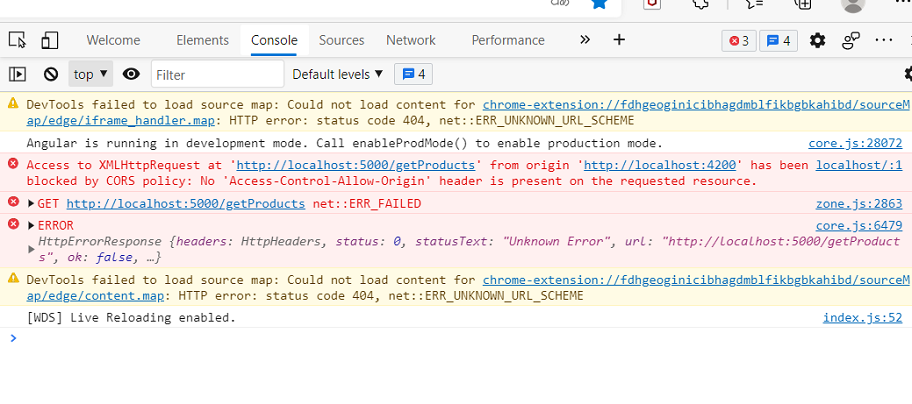 Welcome Elements Console Sources Network Performance » + 3 4
top Filter Default levels 4
DevTools failed to load source map: Could not load content for chrome-extension://fdhgeoginicibhagdmblfikbgbkahibd/sourceM
ap/edge/iframe_handler.map: HTTP error: status code 404, net::ERR_UNKNOWN_URL_SCHEME
Angular is running in development mode. Call enableProdMode() to enable production mode. core.js:28072
Access to XMLHttpRequest at 'http://localhost:5000/getProducts' from origin 'http://localhost:4200' has been localhost/:1
blocked by CORS policy: No 'Access-Control-Allow-Origin' header is present on the requested resource.
GET http://localhost:5000/getProducts net::ERR_FAILED zone.js:2863
ERROR core.js:6479
HttpErrorResponse {headers: HttpHeaders, status: 0, statusText: "Unknown Error", url: "http://localhost:5000/getProduct
s", ok: false, …}
DevTools failed to load source map: Could not load content for chrome-extension://fdhgeoginicibhagdmblfikbgbkahibd/sourceM
ap/edge/content.map: HTTP error: status code 404, net::ERR_UNKNOWN_URL_SCHEME
[WDS] Live Reloading enabled. index.js:52